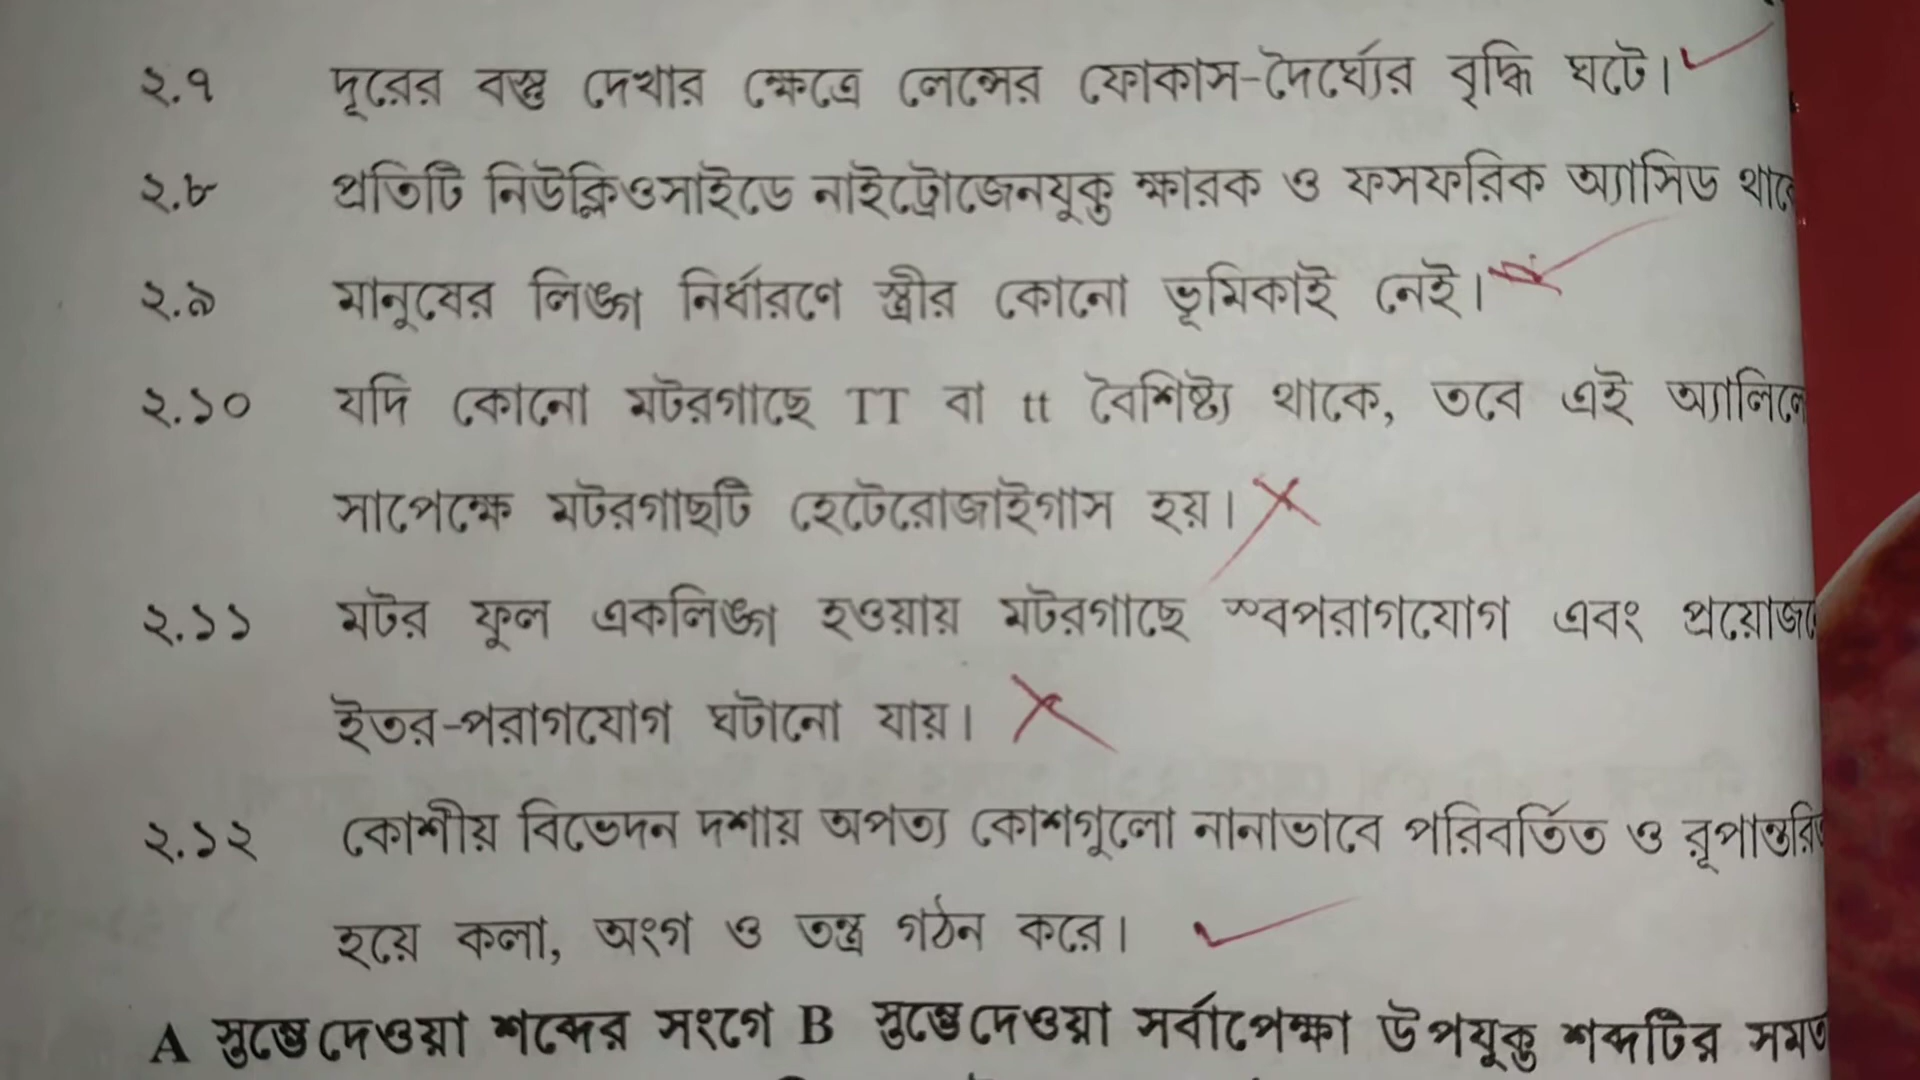 ২.৭ দূরের বস্তু দেখার ক্ষেত্রে লেন্সের ফোকাস-দৈর্ঘ্যের বৃদ্ধি ঘটে।
২.৮ প্রতিটি নিউক্লিওসাইডে নাইট্রোজেনযুক্ত ক্ষারক ও ফসফরিক অ্যাসিড থাকে
২.৯ মানুষের লিঙ্গ নির্ধারণে স্ত্রীর কোনো ভূমিকাই নেই।
২.১০ যদি কোনো মটরগাছে TT বা tt বৈশিষ্ট্য থাকে, তবে এই অ্যালিলে
সাপেক্ষে মটরগাছটি হেটেরোজাইগাস হয়।
২.১১ মটর ফুল একলিঙ্গ হওয়ায় মটরগাছে স্বপরাগযোগ এবং প্রয়োজনে
ইতর-পরাগযোগ ঘটানো যায়।
২.১২ কোশীয় বিভেদন দশায় অপত্য কোশগুলো নানাভাবে পরিবর্তিত ও রূপান্তরিত
হয়ে কলা, অংগ ও তন্ত্র গঠন করে।
A স্তম্ভে দেওয়া শব্দের সংগে B স্তম্ভে দেওয়া সর্বাপেক্ষা উপযুক্ত শব্দটির সমত